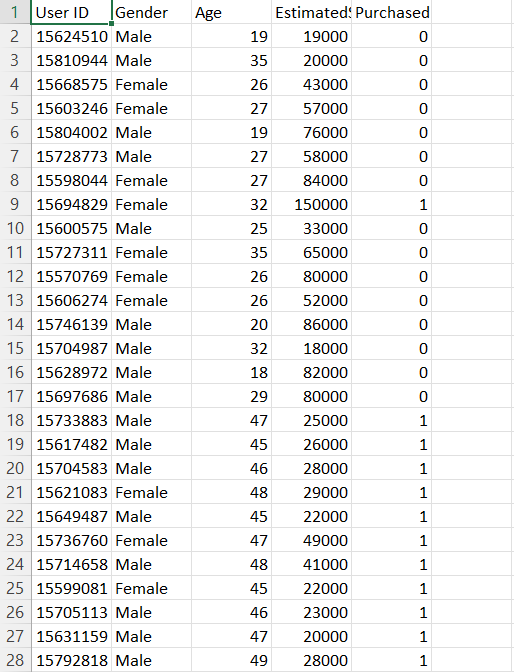 1 User ID Gender Age Estimated Purchased
2 15624510 Male 19 19000 0
3 15810944 Male 35 20000 0
4 15668575 Female 26 43000 0
5 15603246 Female 27 57000 0
6 15804002 Male 19 76000 0
7 15728773 Male 27 58000 0
8 15598044 Female 27 84000 0
9 15694829 Female 32 150000 1
10 15600575 Male 25 33000 0
11 15727311 Female 35 65000 0
12 15570769 Female 26 80000 0
13 15606274 Female 26 52000 0
14 15746139 Male 20 86000 0
15 15704987 Male 32 18000 0
16 15628972 Male 18 82000 0
17 15697686 Male 29 80000 0
18 15733883 Male 47 25000 1
19 15617482 Male 45 26000 1
20 15704583 Male 46 28000 1
21 15621083 Female 48 29000 1
22 15649487 Male 45 22000 1
23 15736760 Female 47 49000 1
24 15714658 Male 48 41000 1
25 15599081 Female 45 22000 1
26 15705113 Male 46 23000 1
27 15631159 Male 47 20000 1
28 15792818 Male 49 28000 1